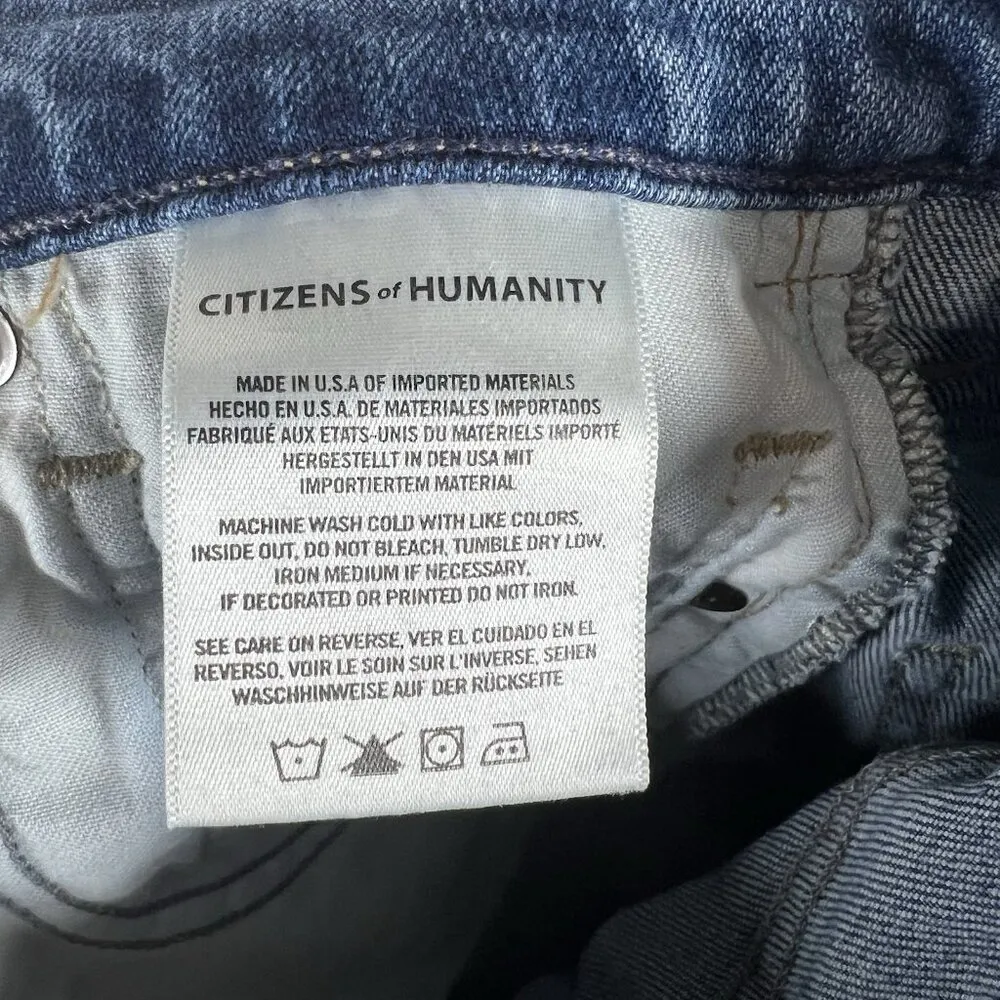 CITIZENS of HUMANITY
MADE IN U.S.A OF IMPORTED MATERIALS
HECHO EN U.S.A. DE MATERIALES IMPORTADOS
FABRIQUÉ AUX ETATS-UNIS DU MATÉRIELS IMPORTÉ
HERGESTELLT IN DEN USA MIT
IMPORTIERTEM MATERIAL
MACHINE WASH COLD WITH LIKE COLORS,
INSIDE OUT, DO NOT BLEACH, TUMBLE DRY LOW,
IRON MEDIUM IF NECESSARY.
IF DECORATED OR PRINTED DO NOT IRON.
SEE CARE ON REVERSE, VER EL CUIDADO EN EL
REVERSO, VOIR LE SOIN SUR L'INVERSE, SEHEN
WASCHHINWEISE AUF DER RÜCKSEITE